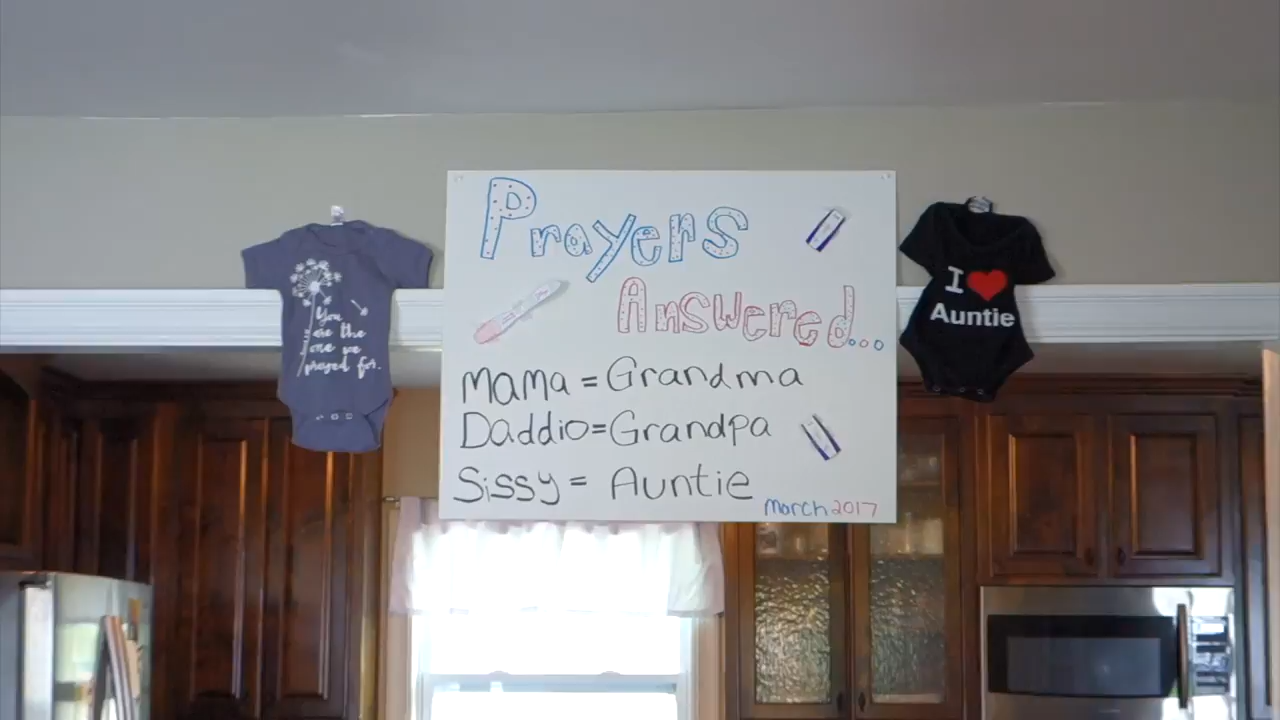 Prayers
Answered...
Mama = Grandma
Daddio = Grandpa
Sissy = Auntie
March 2017
You
are the
one we
prayed for.
I ❤
Auntie